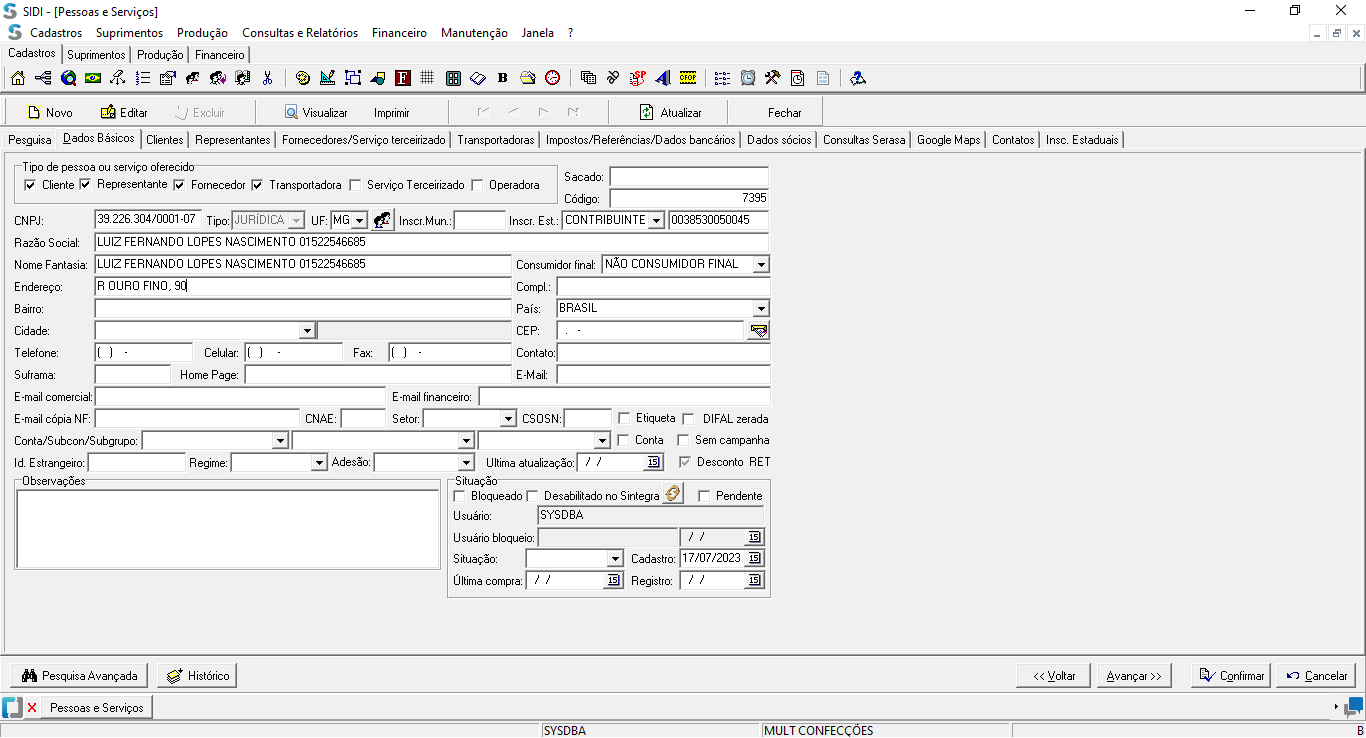 SIDI - [Pessoas e Serviços]
Cadastros Suprimentos Produção Consultas e Relatórios Financeiro Manutenção Janela ?
Cadastros Suprimentos Produção Financeiro
F B SP CFOP
Novo Editar Excluir Visualizar Imprimir Atualizar Fechar
Pesquisa Dados Básicos Clientes Representantes Fornecedores/Serviço terceirizado Transportadoras Impostos/Referências/Dados bancários Dados sócios Consultas Serasa Google Maps Contatos Insc. Estaduais
Tipo de pessoa ou serviço oferecido
Cliente Representante Fornecedor Transportadora Serviço Terceirizado Operadora
Sacado:
Código: 7395
CNPJ: 39.226.304/0001-07 Tipo: JURÍDICA UF: MG Inscr.Mun.: Inscr. Est.: CONTRIBUINTE 0038530050045
Razão Social: LUIZ FERNANDO LOPES NASCIMENTO 01522546685
Nome Fantasia: LUIZ FERNANDO LOPES NASCIMENTO 01522546685 Consumidor final: NÃO CONSUMIDOR FINAL
Endereço: R OURO FINO, 90 Compl.:
Bairro: País: BRASIL
Cidade: CEP: . -
Telefone: ( ) - Celular: ( ) - Fax: ( ) - Contato:
Suframa: Home Page: E-Mail:
E-mail comercial: E-mail financeiro:
E-mail cópia NF: CNAE: Setor: CSOSN: Etiqueta DIFAL zerada
Conta/Subcon/Subgrupo: Conta Sem campanha
Id. Estrangeiro: Regime: Adesão: Ultima atualização: / / 15 Desconto RET
Observações
Situação
Bloqueado Desabilitado no Sintegra Pendente
Usuário: SYSDBA
Usuário bloqueio: / / 15
Situação: Cadastro: 17/07/2023 15
Última compra: / / 15 Registro: / / 15
Pesquisa Avançada Histórico << Voltar Avançar >> Confirmar Cancelar
Pessoas e Serviços
SYSDBA MULT CONFECÇÕES B